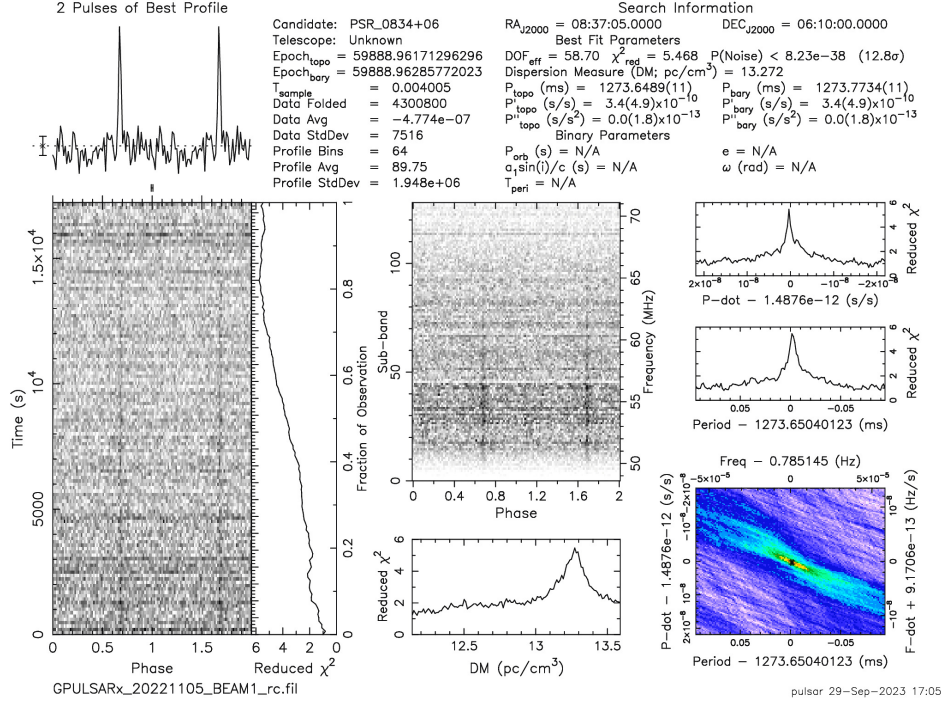 2 Pulses of Best Profile
Search Information
Candidate: PSR_0834+06
RA_J2000 = 08:37:05.0000
DEC_J2000 = 06:10:00.0000
Telescope: Unknown
Best Fit Parameters
Epoch_topo = 59888.96171296296
DOF_eff = 58.70 χ²_red = 5.468 P(Noise) < 8.23e-38 (12.8σ)
Epoch_bary = 59888.96285772023
Dispersion Measure (DM; pc/cm³) = 13.272
T_sample = 0.004005
P_topo (ms) = 1273.6489(11)
P_bary (ms) = 1273.7734(11)
Data Folded = 4300800
P'_topo (s/s) = 3.4(4.9)x10⁻¹⁰
P'_bary (s/s) = 3.4(4.9)x10⁻¹⁰
Data Avg = -4.774e-07
P''_topo (s/s²) = 0.0(1.8)x10⁻¹³
P''_bary (s/s²) = 0.0(1.8)x10⁻¹³
Data StdDev = 7516
Binary Parameters
Profile Bins = 64
P_orb (s) = N/A
e = N/A
Profile Avg = 89.75
a₁sin(i)/c (s) = N/A
ω (rad) = N/A
Profile StdDev = 1.948e+06
T_peri = N/A
0 5000 10⁴ 1.5×10⁴
Time (s)
0 0.5 1 1.5
Phase
6 4 2 0
Reduced χ²
0 0.2 0.4 0.6 0.8 1
Fraction of Observation
0 50 100
Sub-band
50 55 60 65 70
Frequency (MHz)
0 0.4 0.8 1.2 1.6 2
Phase
0 2 4 6
Reduced χ²
12.5 13 13.5
DM (pc/cm³)
0 2 4 6
Reduced χ²
2×10⁻⁸ 10⁻⁸ 0 -10⁻⁸ -2×10⁻⁸
P-dot - 1.4876e-12 (s/s)
0 2 4 6
Reduced χ²
0.05 0 -0.05
Period - 1273.65040123 (ms)
Freq - 0.785145 (Hz)
-5×10⁻⁵ 0 5×10⁻⁵
P-dot - 1.4876e-12 (s/s)
2×10⁻⁸ 10⁻⁸ 0 -10⁻⁸ -2×10⁻⁸
F-dot + 9.1706e-13 (Hz/s)
10⁻⁸ 0 -10⁻⁸
0.05 0 -0.05
Period - 1273.65040123 (ms)
GPULSARx_20221105_BEAM1_rc.fil
pulsar 29-Sep-2023 17:05